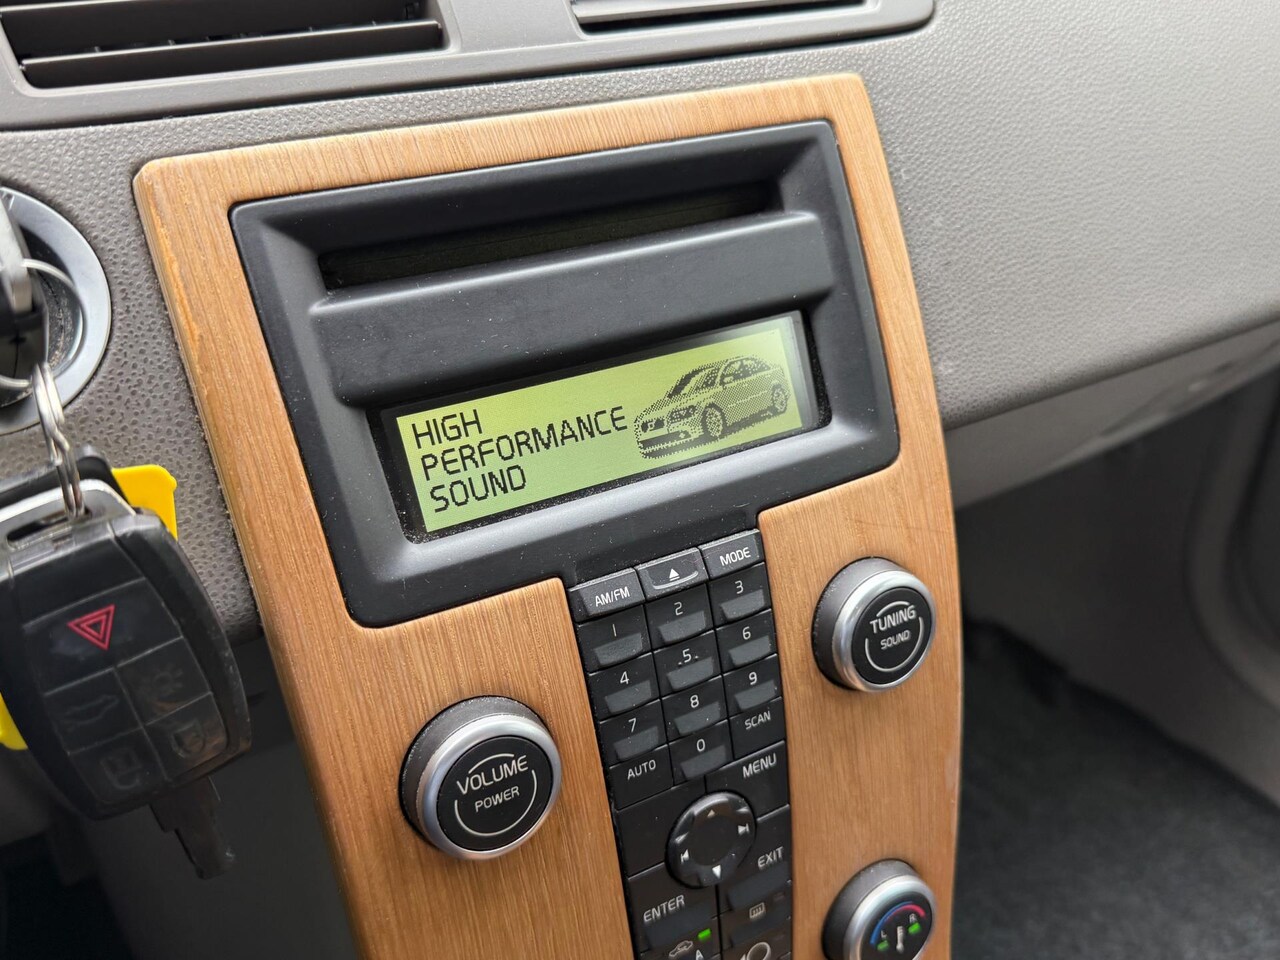 HIGH
PERFORMANCE
SOUND
AM/FM
MODE
1
2
3
4
5
6
7
8
9
AUTO
0
SCAN
MENU
EXIT
ENTER
A
VOLUME
POWER
TUNING
SOUND
L
R